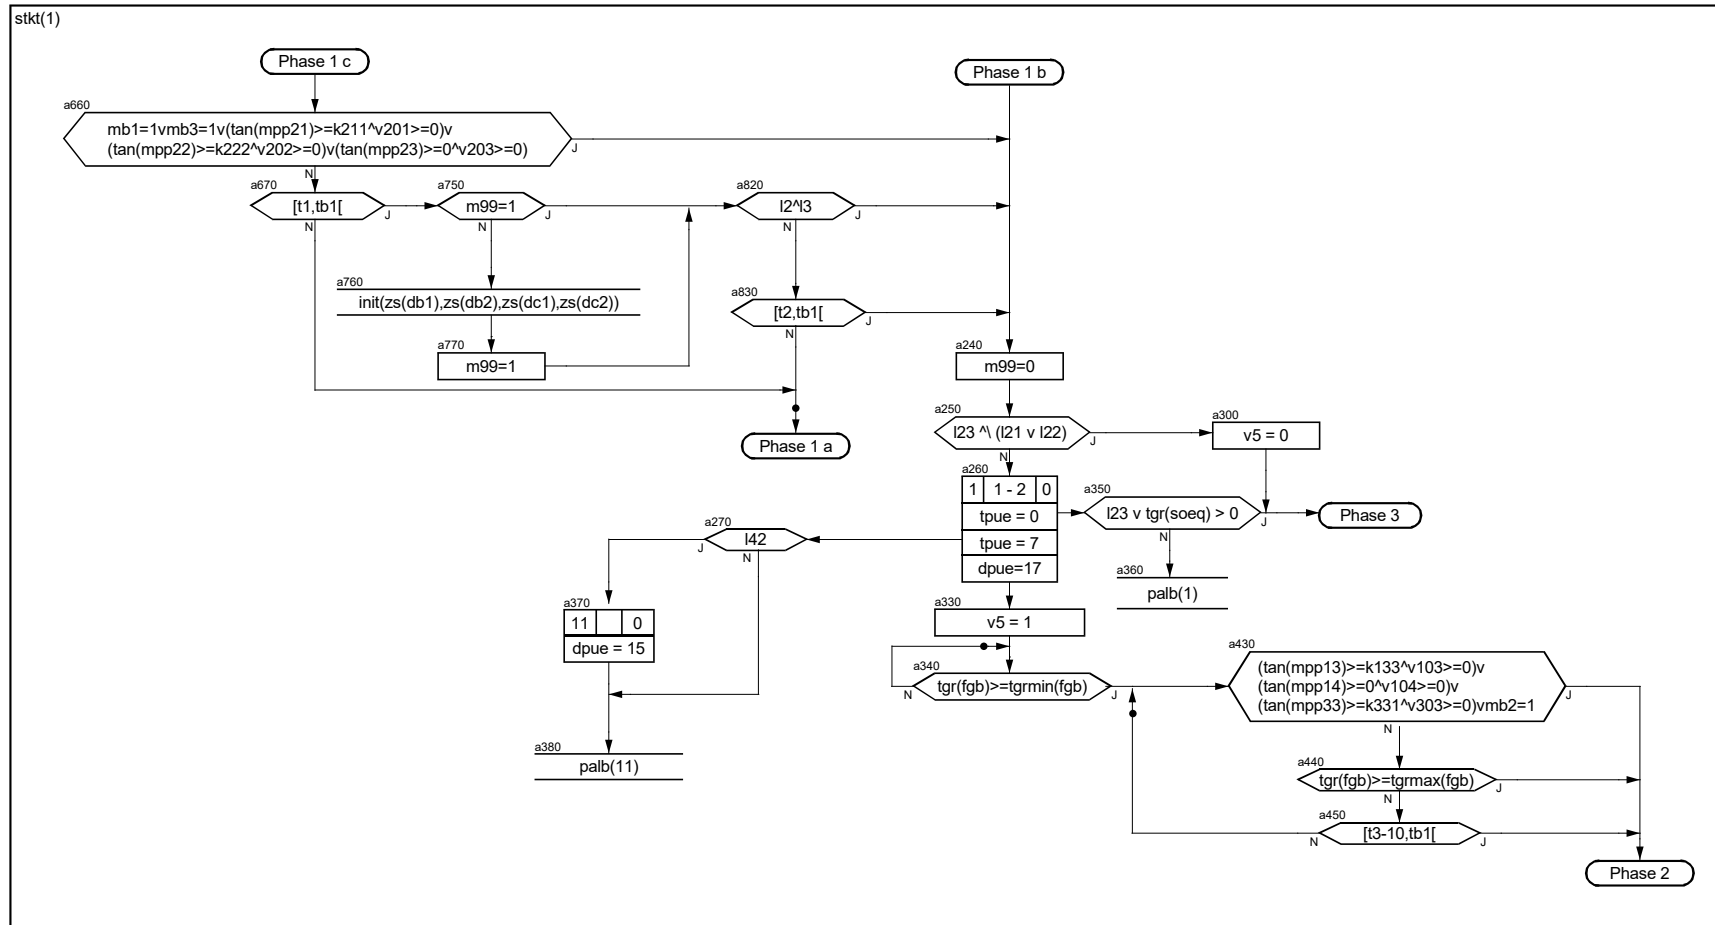 stkt(1)
Phase 1 c
Phase 1 b
a660
mb1=1vmb3=1v(tan(mpp21)>=k211^v201>=0)v
(tan(mpp22)>=k222^v202>=0)v(tan(mpp23)>=0^v203>=0)
J
N
a670
[t1,tb1[
J
N
a750
m99=1
J
N
a820
l2^l3
J
N
a760
init(zs(db1),zs(db2),zs(dc1),zs(dc2))
a830
[t2,tb1[
J
N
a770
m99=1
a240
m99=0
Phase 1 a
a250
l23 ^\ (l21 v l22)
J
N
a300
v5 = 0
a260
1 1 - 2 0
tpue = 0
tpue = 7
dpue=17
a350
l23 v tgr(soeq) > 0
J
N
Phase 3
a270
l42
J
N
a360
palb(1)
a370
11 0
dpue = 15
a330
v5 = 1
a340
tgr(fgb)>=tgrmin(fgb)
N
J
a430
(tan(mpp13)>=k133^v103>=0)v
(tan(mpp14)>=0^v104>=0)v
(tan(mpp33)>=k331^v303>=0)vmb2=1
J
N
a380
palb(11)
a440
tgr(fgb)>=tgrmax(fgb)
J
N
a450
[t3-10,tb1[
N
J
Phase 2